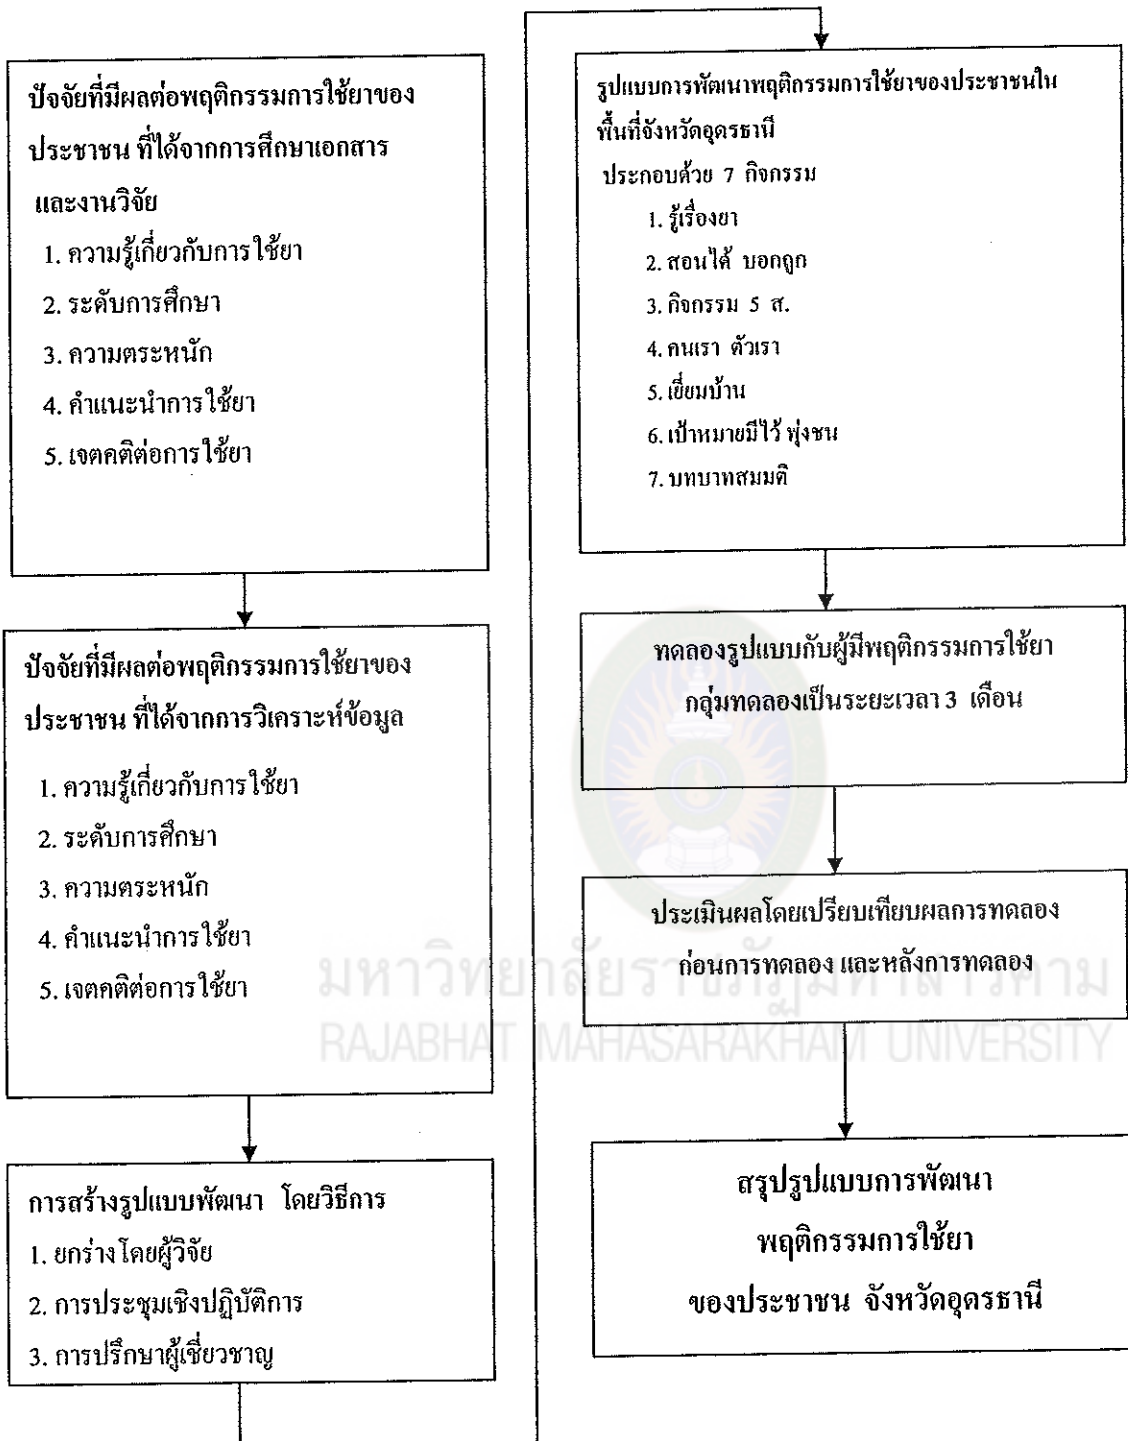 ปัจจัยที่มีผลต่อพฤติกรรมการใช้ยาของ
ประชาชน ที่ได้จากการศึกษาเอกสาร
และงานวิจัย
1. ความรู้เกี่ยวกับการใช้ยา
2. ระดับการศึกษา
3. ความตระหนัก
4. คำแนะนำการใช้ยา
5. เจตคติต่อการใช้ยา
ปัจจัยที่มีผลต่อพฤติกรรมการใช้ยาของ
ประชาชน ที่ได้จากการวิเคราะห์ข้อมูล
1. ความรู้เกี่ยวกับการใช้ยา
2. ระดับการศึกษา
3. ความตระหนัก
4. คำแนะนำการใช้ยา
5. เจตคติต่อการใช้ยา
การสร้างรูปแบบพัฒนา โดยวิธีการ
1. ยกร่างโดยผู้วิจัย
2. การประชุมเชิงปฏิบัติการ
3. การปรึกษาผู้เชี่ยวชาญ
รูปแบบการพัฒนาพฤติกรรมการใช้ยาของประชาชนใน
พื้นที่จังหวัดอุดรธานี
ประกอบด้วย 7 กิจกรรม
1. รู้เรื่องยา
2. สอนได้ บอกถูก
3. กิจกรรม 5 ส.
4. คนเรา ตัวเรา
5. เยี่ยมบ้าน
6. เป้าหมายมีไว้ พุ่งชน
7. บทบาทสมมติ
ทดลองรูปแบบกับผู้มีพฤติกรรมการใช้ยา
กลุ่มทดลองเป็นระยะเวลา 3 เดือน
ประเมินผลโดยเปรียบเทียบผลการทดลอง
ก่อนการทดลอง และหลังการทดลอง
สรุปรูปแบบการพัฒนา
พฤติกรรมการใช้ยา
ของประชาชน จังหวัดอุดรธานี
มหาวิทยาลัยราชภัฏมหาสารคาม
RAJABHAT MAHASARAKHAM UNIVERSITY